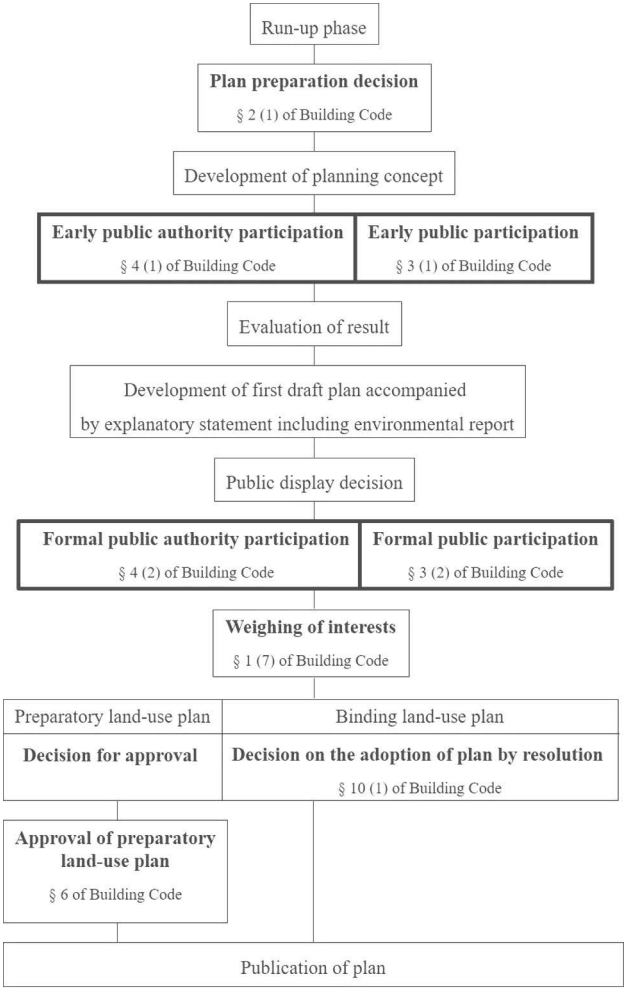 Run-up phase
Plan preparation decision
§ 2 (1) of Building Code
Development of planning concept
Early public authority participation
§ 4 (1) of Building Code
Early public participation
§ 3 (1) of Building Code
Evaluation of result
Development of first draft plan accompanied
by explanatory statement including environmental report
Public display decision
Formal public authority participation
§ 4 (2) of Building Code
Formal public participation
§ 3 (2) of Building Code
Weighing of interests
§ 1 (7) of Building Code
Preparatory land-use plan
Binding land-use plan
Decision for approval
Decision on the adoption of plan by resolution
§ 10 (1) of Building Code
Approval of preparatory
land-use plan
§ 6 of Building Code
Publication of plan